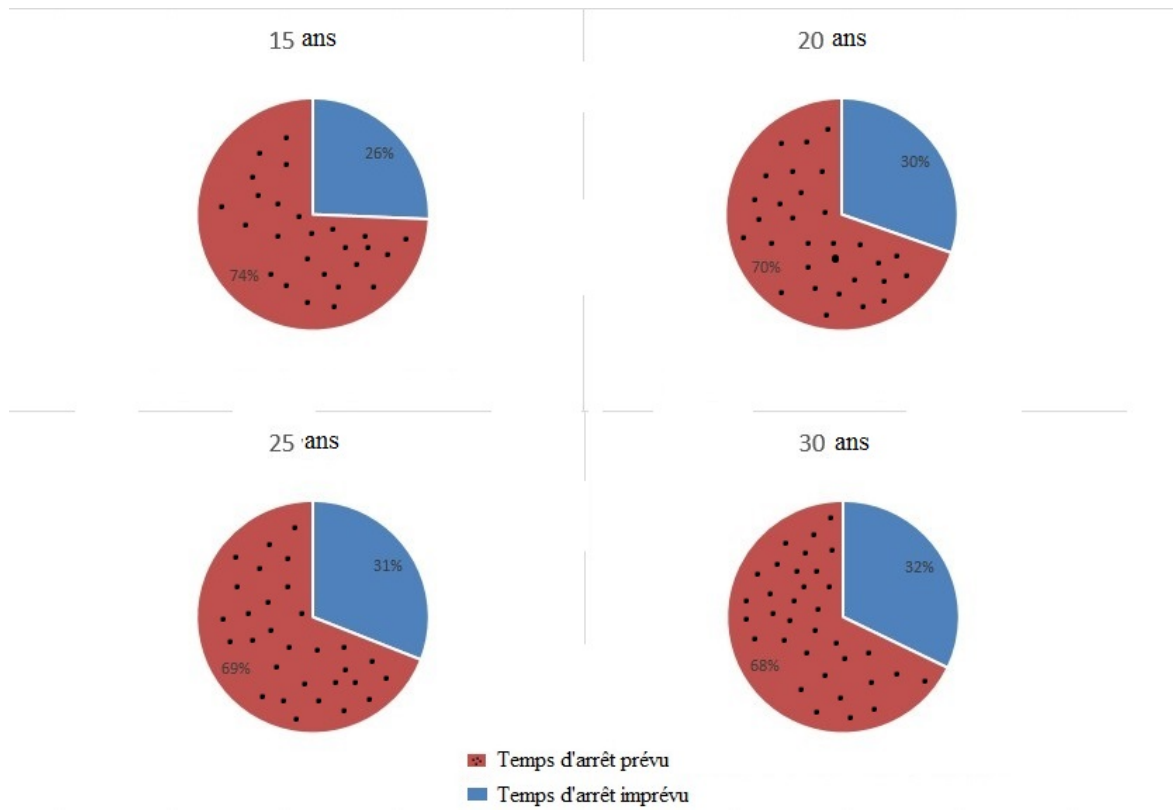 15 ans
20 ans
26%
74%
30%
70%
25 ans
30 ans
31%
69%
32%
68%
Temps d'arrêt prévu
Temps d'arrêt imprévu